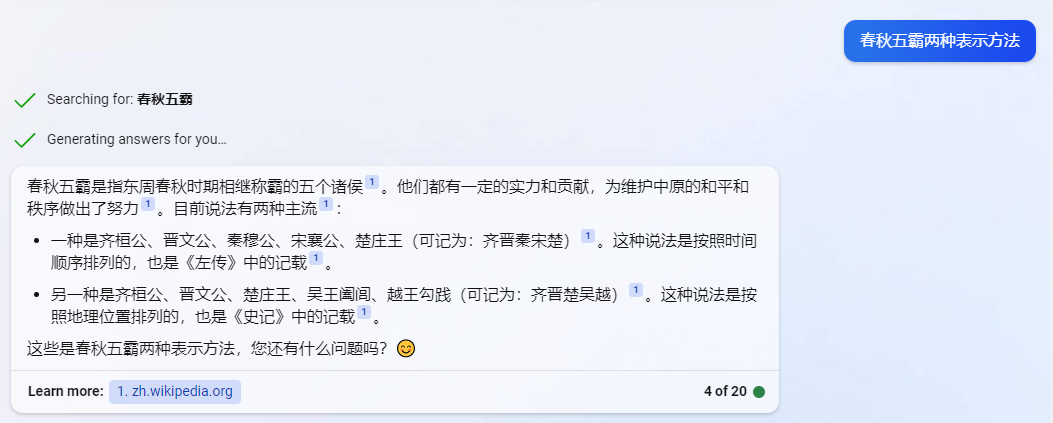 春秋五霸两种表示方法
Searching for: 春秋五霸
Generating answers for you…
春秋五霸是指东周春秋时期相继称霸的五个诸侯 1 。他们都有一定的实力和贡献，为维护中原的和平和
秩序做出了努力 1 。目前说法有两种主流 1 ：
• 一种是齐桓公、晋文公、秦穆公、宋襄公、楚庄王（可记为：齐晋秦宋楚） 1 。这种说法是按照时间
顺序排列的，也是《左传》中的记载 1 。
• 另一种是齐桓公、晋文公、楚庄王、吴王阖闾、越王勾践（可记为：齐晋楚吴越） 1 。这种说法是按
照地理位置排列的，也是《史记》中的记载 1 。
这些是春秋五霸两种表示方法，您还有什么问题吗？😊
Learn more: 1. zh.wikipedia.org 4 of 20